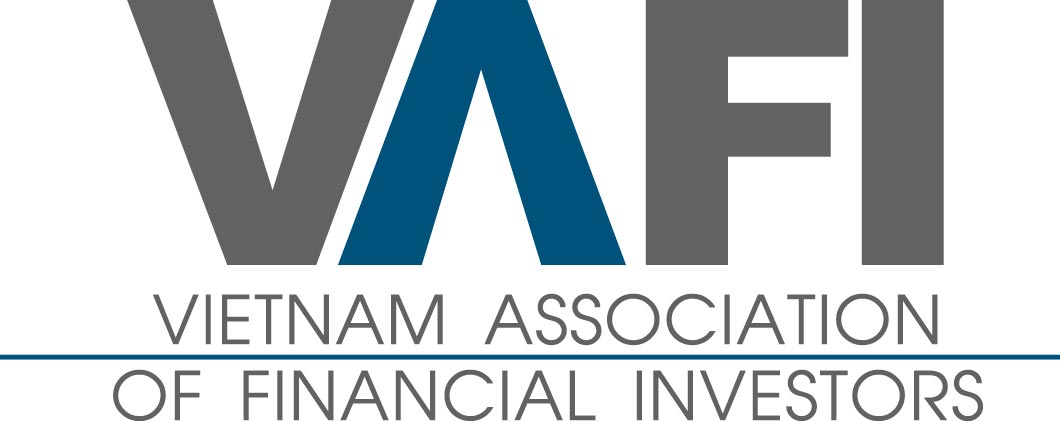 VAFI
VIETNAM ASSOCIATION
OF FINANCIAL INVESTORS